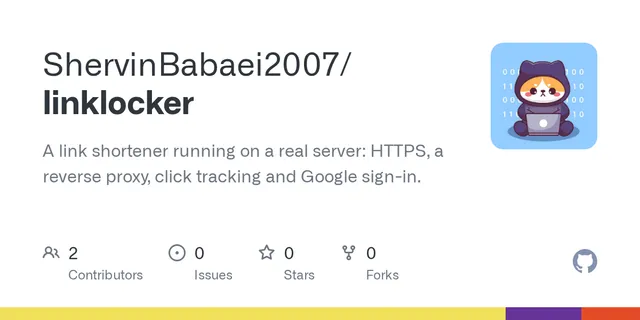 ShervinBabaei2007/
linklocker
A link shortener running on a real server: HTTPS, a
reverse proxy, click tracking and Google sign-in.
2
Contributors
0
Issues
0
Stars
0
Forks